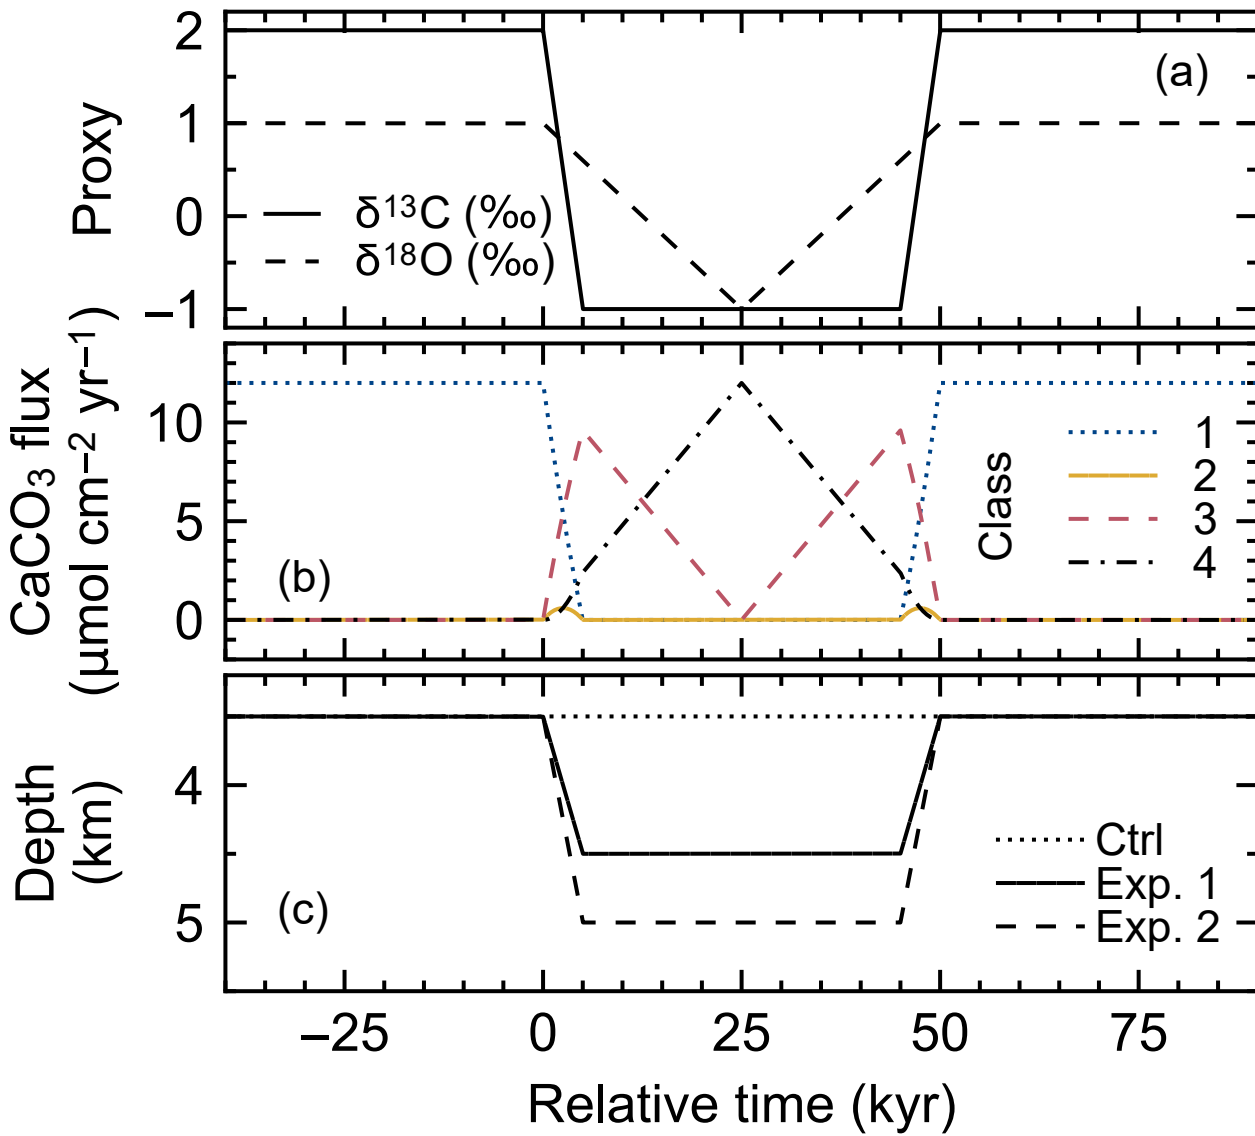 2
1
0
−1
Proxy
(a)
δ¹³C (‰)
δ¹⁸O (‰)
10
5
0
CaCO₃ flux
(μmol cm⁻² yr⁻¹)
(b)
Class
1
2
3
4
4
5
Depth
(km)
(c)
Ctrl
Exp. 1
Exp. 2
−25 0 25 50 75
Relative time (kyr)